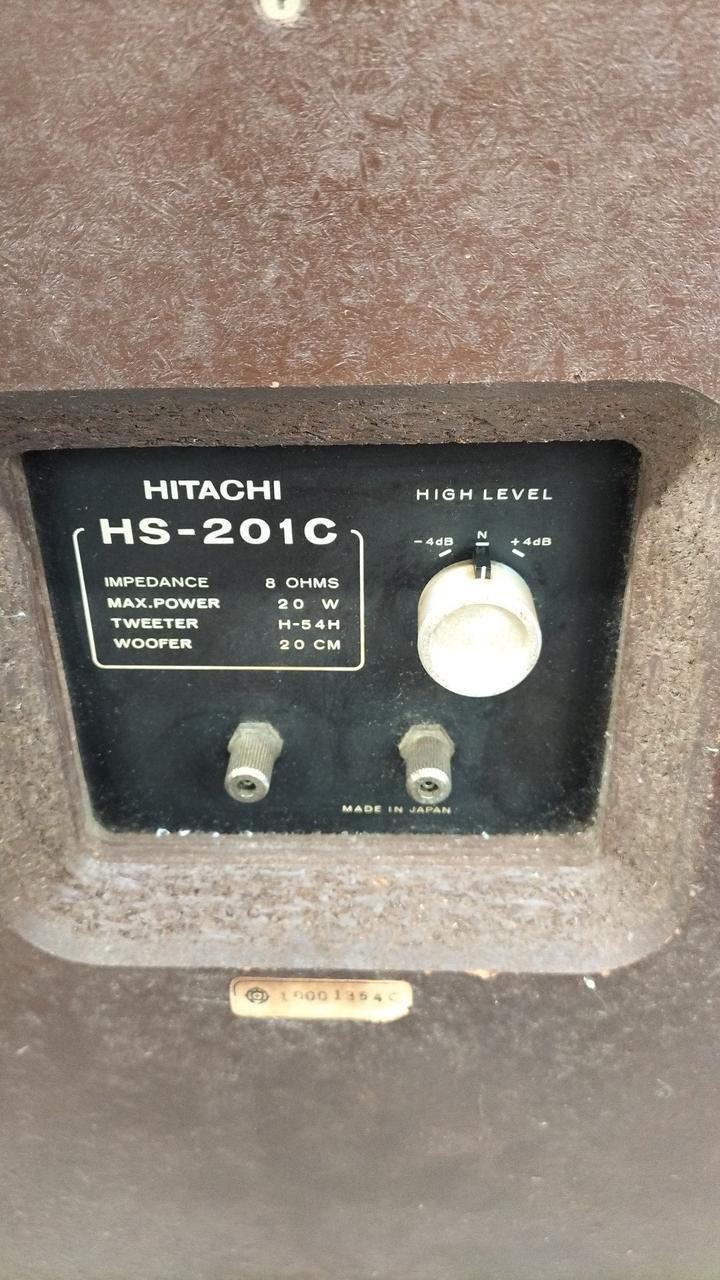 HITACHI
HS-201C
IMPEDANCE 8 OHMS
MAX.POWER 20 W
TWEETER H-54H
WOOFER 20 CM
HIGH LEVEL
-4dB N +4dB
MADE IN JAPAN